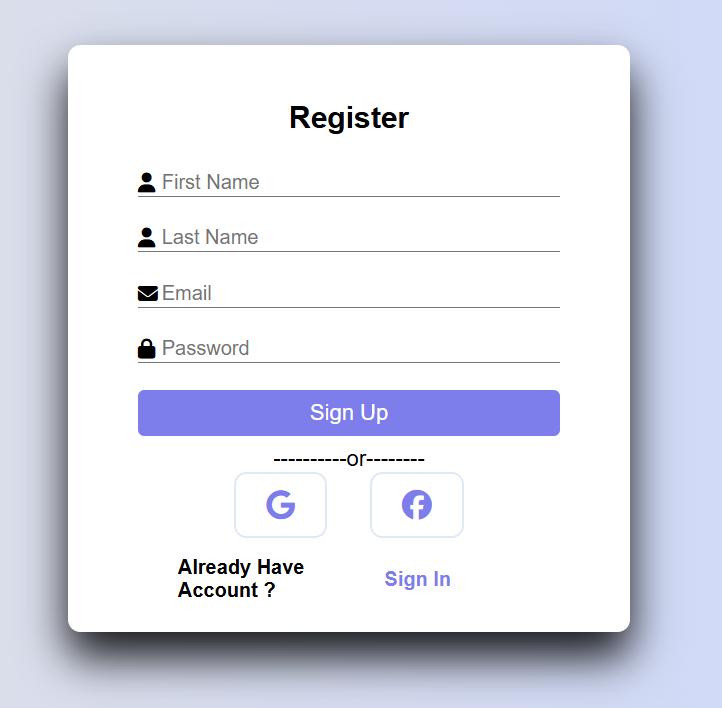 Register
First Name
Last Name
Email
Password
Sign Up
----------or--------
Already Have
Account ?
Sign In